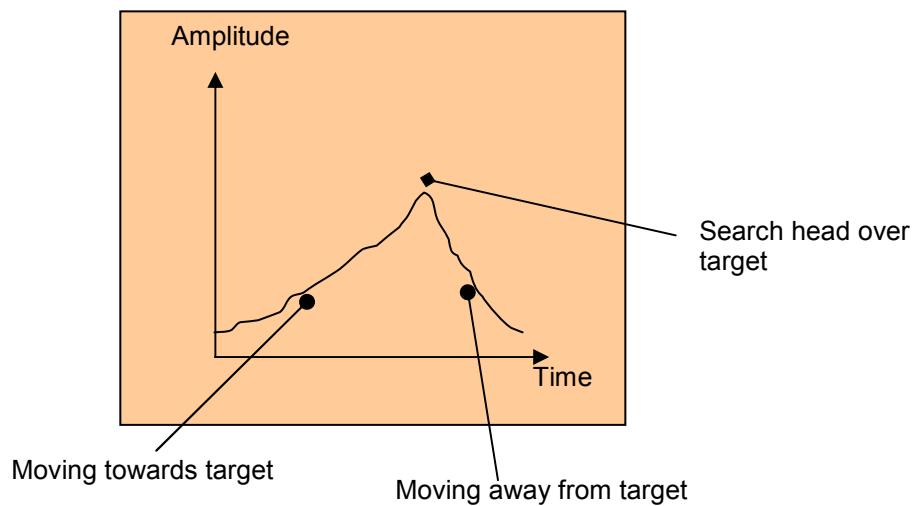 Amplitude
Search head over
target
Time
Moving towards target
Moving away from target